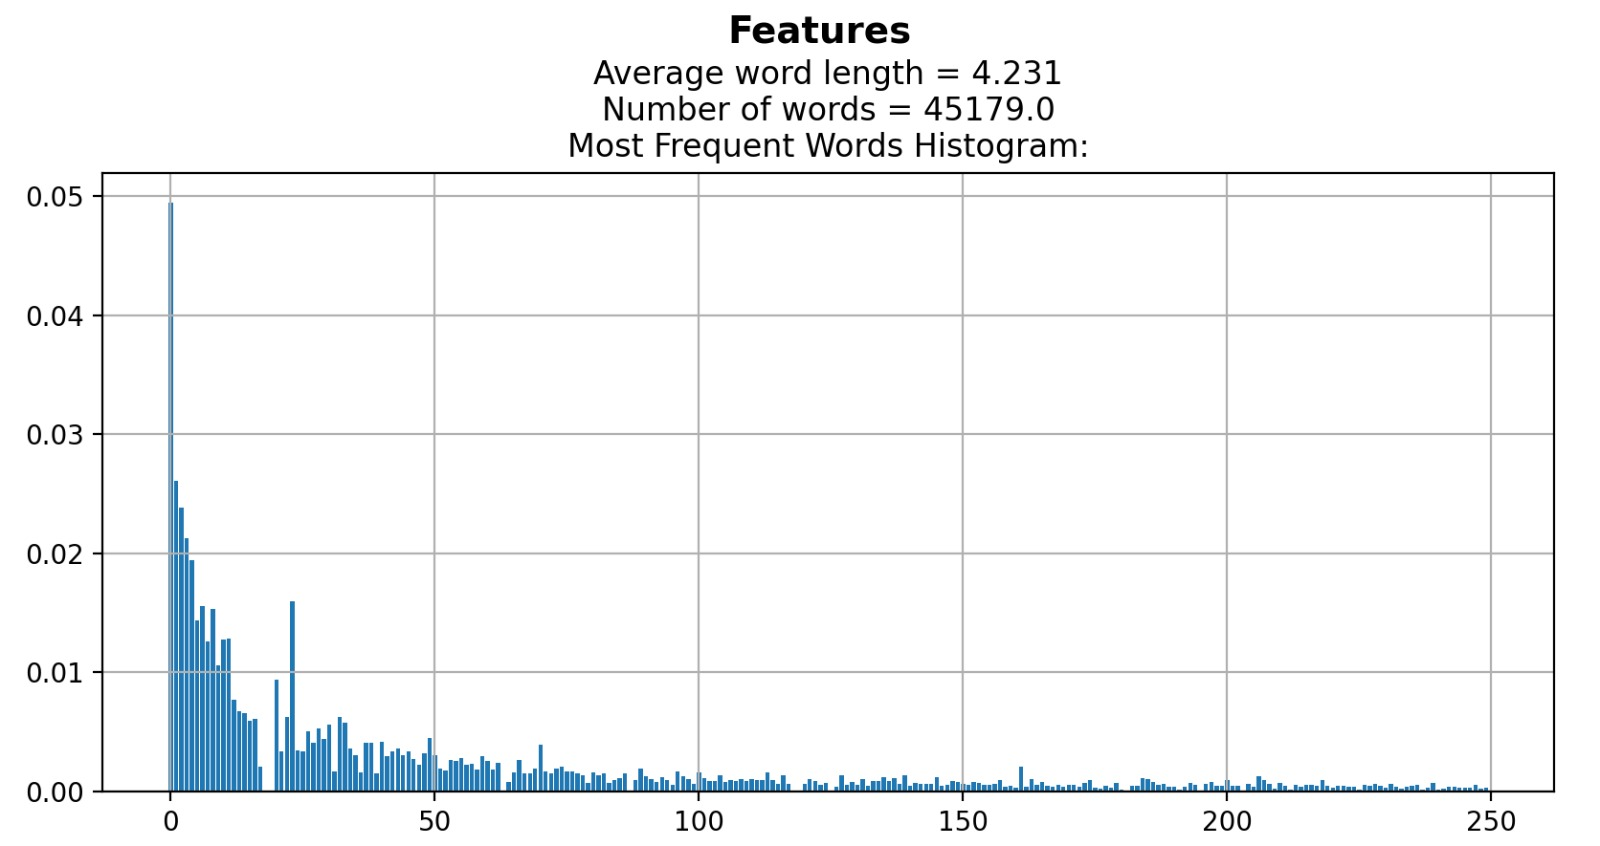 Features
Average word length = 4.231
Number of words = 45179.0
Most Frequent Words Histogram:
0.05
0.04
0.03
0.02
0.01
0.00
0 50 100 150 200 250